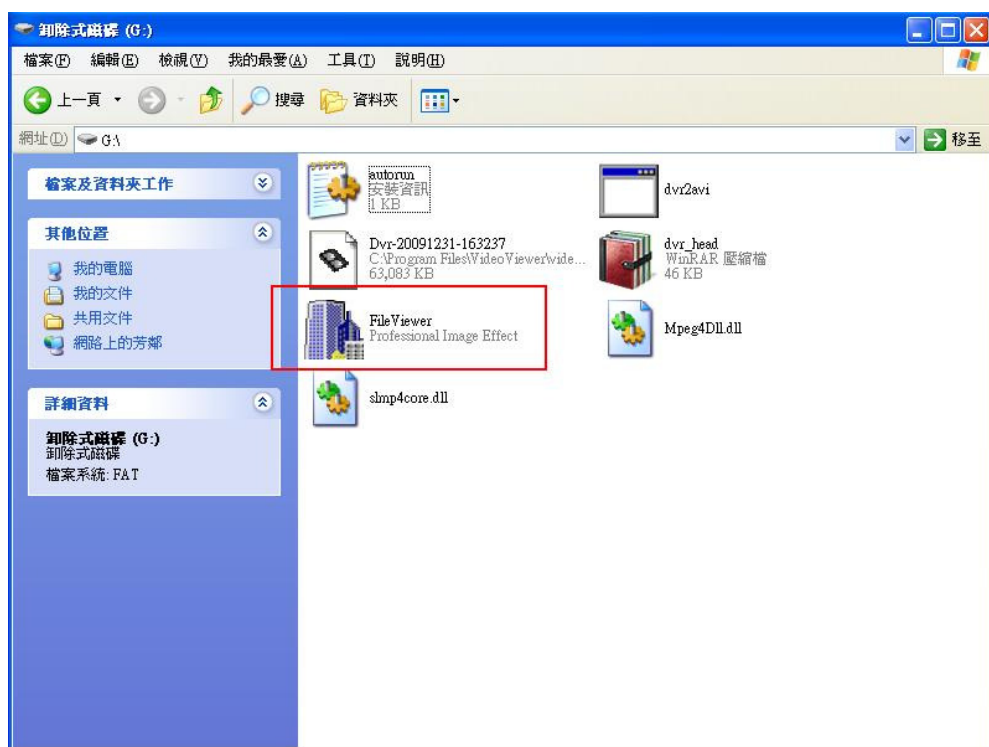 卸除式磁碟 (G:)
檔案(F) 編輯(E) 檢視(V) 我的最愛(A) 工具(T) 說明(H)
上一頁 搜尋 資料夾
網址(D) G:\ 移至
檔案及資料夾工作
其他位置
我的電腦
我的文件
共用文件
網路上的芳鄰
詳細資料
卸除式磁碟 (G:)
卸除式磁碟
檔案系統: FAT
autorun
安裝資訊
1 KB
dvr2avi
Dvr-20091231-163237
C:\Program Files\VideoViewer\wide...
63,083 KB
dvr_head
WinRAR 壓縮檔
46 KB
FileViewer
Professional Image Effect
Mpeg4Dll.dll
slmp4core.dll